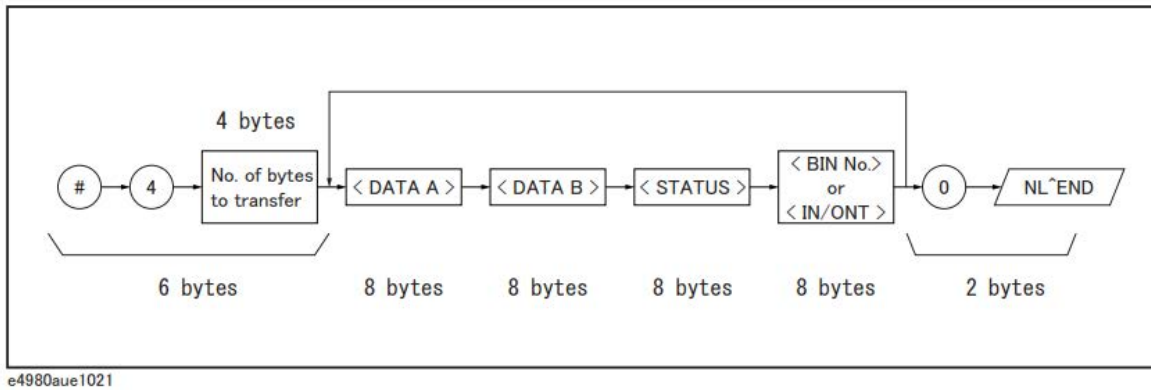 4 bytes
#
4
No. of bytes
to transfer
< DATA A >
< DATA B >
< STATUS >
< BIN No.>
or
< IN/ONT >
0
NL^END
6 bytes
8 bytes
8 bytes
8 bytes
8 bytes
2 bytes
e4980aue1021